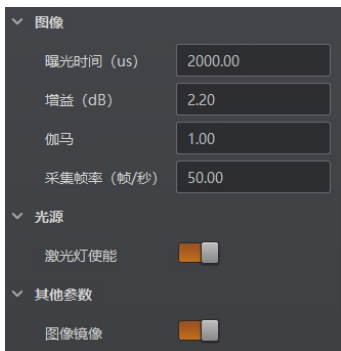 图像
曝光时间（us） 2000.00
增益（dB） 2.20
伽马 1.00
采集帧率（帧/秒） 50.00
光源
激光灯使能
其他参数
图像镜像